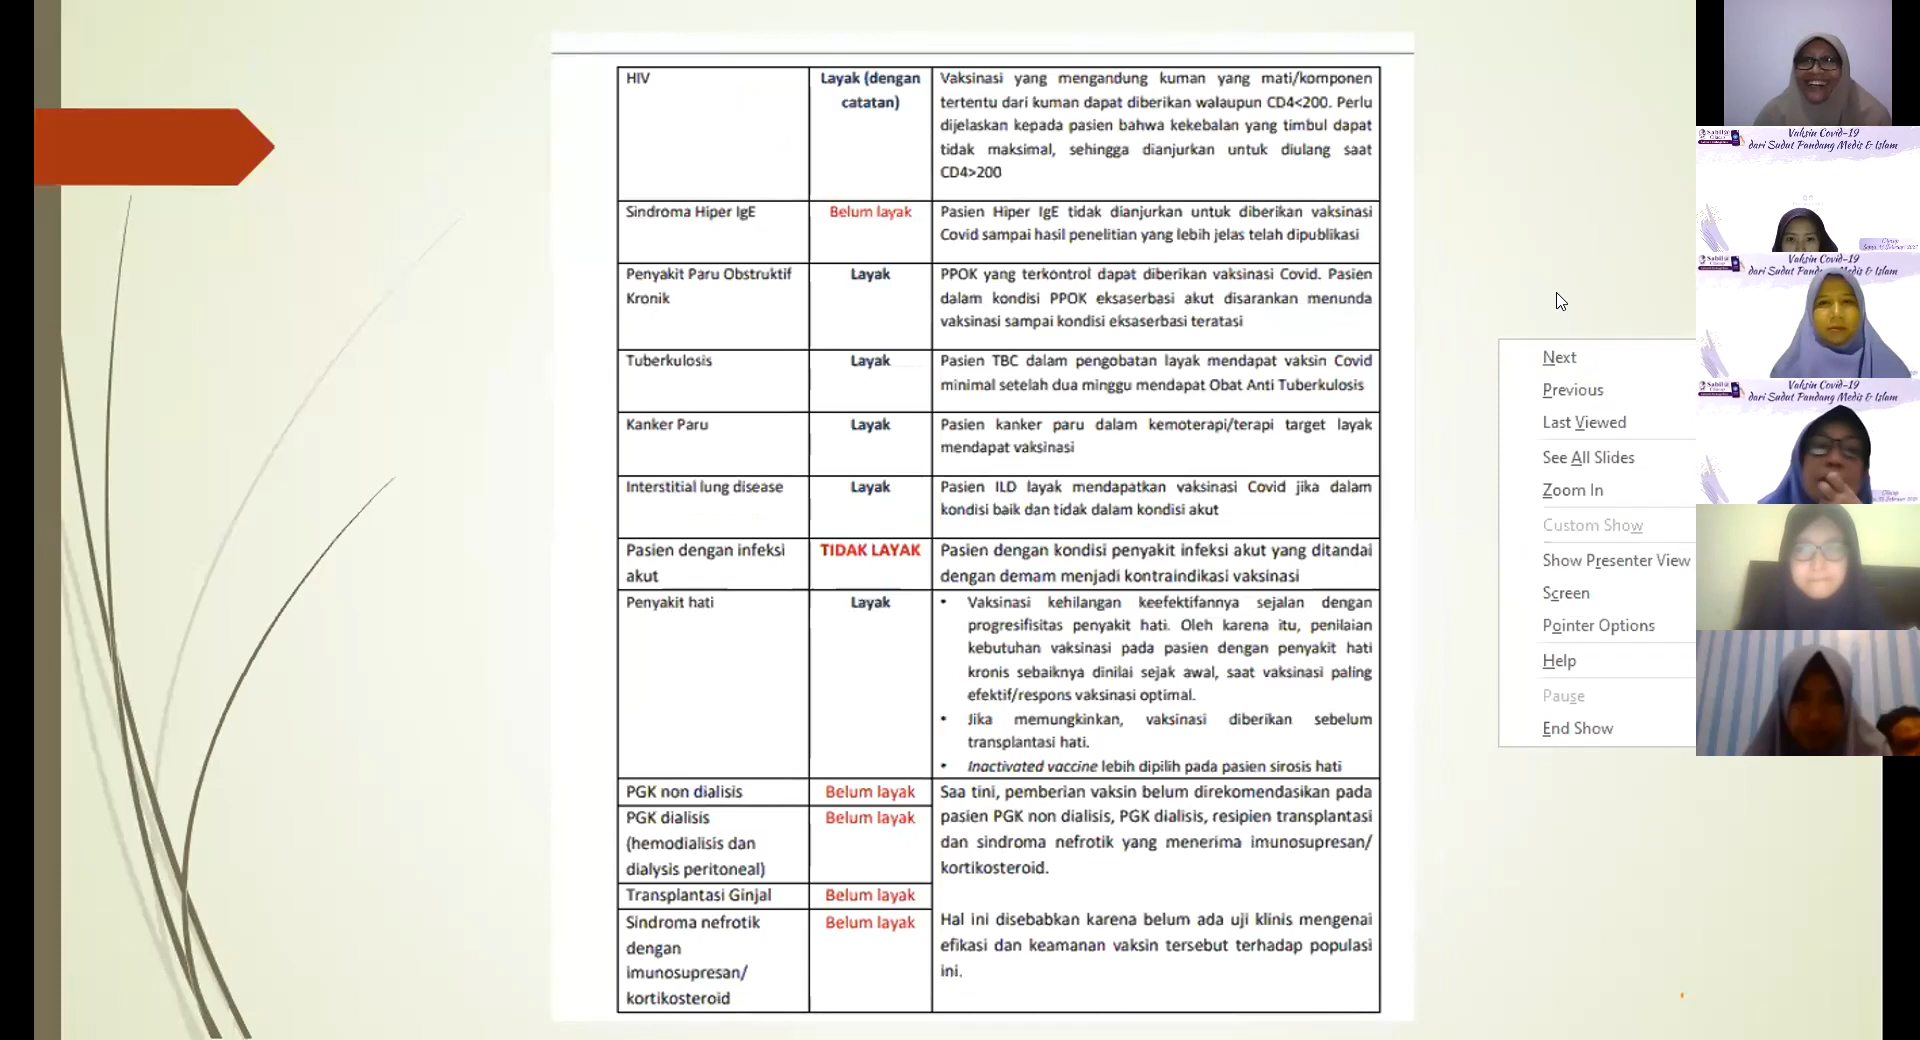 HIV
Layak (dengan
catatan)
Vaksinasi yang mengandung kuman yang mati/komponen
tertentu dari kuman dapat diberikan walaupun CD4<200. Perlu
dijelaskan kepada pasien bahwa kekebalan yang timbul dapat
tidak maksimal, sehingga dianjurkan untuk diulang saat
CD4>200
Sindroma Hiper IgE
Belum layak
Pasien Hiper IgE tidak dianjurkan untuk diberikan vaksinasi
Covid sampai hasil penelitian yang lebih jelas telah dipublikasi
Penyakit Paru Obstruktif
Kronik
Layak
PPOK yang terkontrol dapat diberikan vaksinasi Covid. Pasien
dalam kondisi PPOK eksaserbasi akut disarankan menunda
vaksinasi sampai kondisi eksaserbasi teratasi
Tuberkulosis
Layak
Pasien TBC dalam pengobatan layak mendapat vaksin Covid
minimal setelah dua minggu mendapat Obat Anti Tuberkulosis
Kanker Paru
Layak
Pasien kanker paru dalam kemoterapi/terapi target layak
mendapat vaksinasi
Interstitial lung disease
Layak
Pasien ILD layak mendapatkan vaksinasi Covid jika dalam
kondisi baik dan tidak dalam kondisi akut
Pasien dengan infeksi
akut
TIDAK LAYAK
Pasien dengan kondisi penyakit infeksi akut yang ditandai
dengan demam menjadi kontraindikasi vaksinasi
Penyakit hati
Layak
• Vaksinasi kehilangan keefektifannya sejalan dengan
progresifisitas penyakit hati. Oleh karena itu, penilaian
kebutuhan vaksinasi pada pasien dengan penyakit hati
kronis sebaiknya dinilai sejak awal, saat vaksinasi paling
efektif/respons vaksinasi optimal.
• Jika memungkinkan, vaksinasi diberikan sebelum
transplantasi hati.
• Inactivated vaccine lebih dipilih pada pasien sirosis hati
PGK non dialisis
Belum layak
PGK dialisis
(hemodialisis dan
dialysis peritoneal)
Belum layak
Transplantasi Ginjal
Belum layak
Sindroma nefrotik
dengan
imunosupresan/
kortikosteroid
Belum layak
Saa tini, pemberian vaksin belum direkomendasikan pada
pasien PGK non dialisis, PGK dialisis, resipien transplantasi
dan sindroma nefrotik yang menerima imunosupresan/
kortikosteroid.
Hal ini disebabkan karena belum ada uji klinis mengenai
efikasi dan keamanan vaksin tersebut terhadap populasi
ini.
Next
Previous
Last Viewed
See All Slides
Zoom In
Custom Show
Show Presenter View
Screen
Pointer Options
Help
Pause
End Show
Vaksin Covid-19
dari Sudut Pandang Medis & Islam
Vaksin Covid-19
dari Sudut Pandang Medis & Islam
Vaksin Covid-19
dari Sudut Pandang Medis & Islam